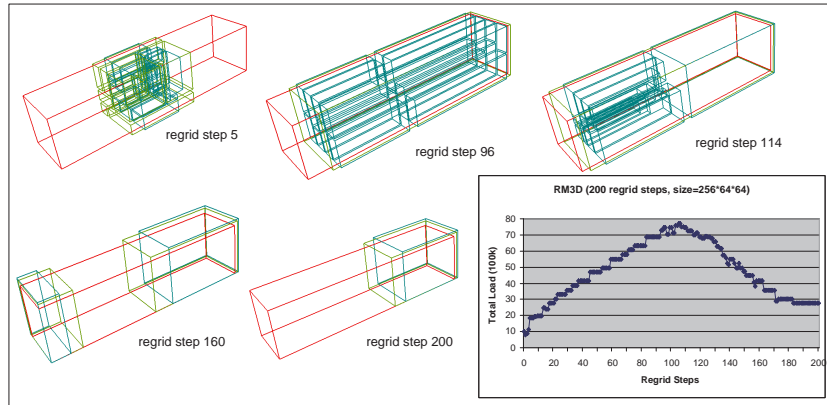 regrid step 5
regrid step 96
regrid step 114
regrid step 160
regrid step 200
RM3D (200 regrid steps, size=256*64*64)
Total Load (100k)
80
70
60
50
40
30
20
10
0
0 20 40 60 80 100 120 140 160 180 200
Regrid Steps